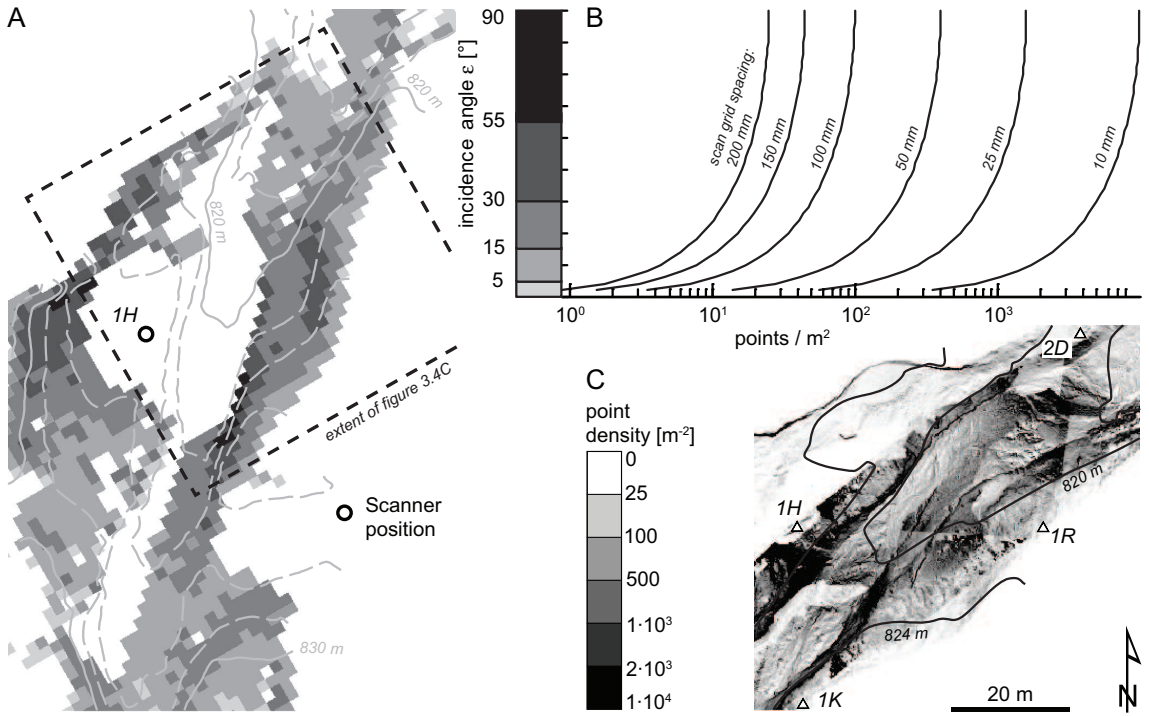 A
820 m
820 m
1H
extent of figure 3.4C
Scanner
position
830 m
incidence angle ε [°]
90
55
30
15
5
B
scan grid spacing:
200 mm
150 mm
100 mm
50 mm
25 mm
10 mm
10⁰
10¹
10²
10³
points / m²
C
point
density [m⁻²]
0
25
100
500
1·10³
2·10³
1·10⁴
2D
1H
820 m
1R
824 m
1K
20 m
N